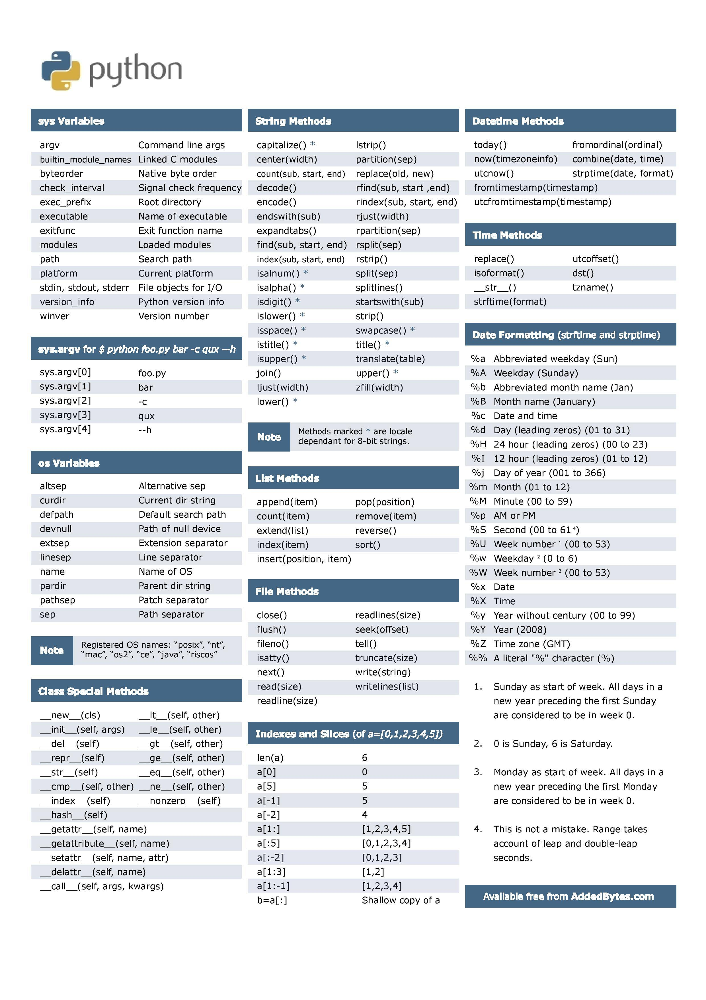 python
sys Variables
argv Command line args
builtin_module_names Linked C modules
byteorder Native byte order
check_interval Signal check frequency
exec_prefix Root directory
executable Name of executable
exitfunc Exit function name
modules Loaded modules
path Search path
platform Current platform
stdin, stdout, stderr File objects for I/O
version_info Python version info
winver Version number
sys.argv for $ python foo.py bar -c qux --h
sys.argv[0] foo.py
sys.argv[1] bar
sys.argv[2] -c
sys.argv[3] qux
sys.argv[4] --h
os Variables
altsep Alternative sep
curdir Current dir string
defpath Default search path
devnull Path of null device
extsep Extension separator
linesep Line separator
name Name of OS
pardir Parent dir string
pathsep Patch separator
sep Path separator
Note
Registered OS names: “posix”, “nt”,
“mac”, “os2”, “ce”, “java”, “riscos”
Class Special Methods
__new__(cls) __lt__(self, other)
__init__(self, args) __le__(self, other)
__del__(self) __gt__(self, other)
__repr__(self) __ge__(self, other)
__str__(self) __eq__(self, other)
__cmp__(self, other) __ne__(self, other)
__index__(self) __nonzero__(self)
__hash__(self)
__getattr__(self, name)
__getattribute__(self, name)
__setattr__(self, name, attr)
__delattr__(self, name)
__call__(self, args, kwargs)
String Methods
capitalize() * lstrip()
center(width) partition(sep)
count(sub, start, end) replace(old, new)
decode() rfind(sub, start ,end)
encode() rindex(sub, start, end)
endswith(sub) rjust(width)
expandtabs() rpartition(sep)
find(sub, start, end) rsplit(sep)
index(sub, start, end) rstrip()
isalnum() * split(sep)
isalpha() * splitlines()
isdigit() * startswith(sub)
islower() * strip()
isspace() * swapcase() *
istitle() * title() *
isupper() * translate(table)
join() upper() *
ljust(width) zfill(width)
lower() *
Note
Methods marked * are locale
dependant for 8-bit strings.
List Methods
append(item) pop(position)
count(item) remove(item)
extend(list) reverse()
index(item) sort()
insert(position, item)
File Methods
close() readlines(size)
flush() seek(offset)
fileno() tell()
isatty() truncate(size)
next() write(string)
read(size) writelines(list)
readline(size)
Indexes and Slices (of a=[0,1,2,3,4,5])
len(a) 6
a[0] 0
a[5] 5
a[-1] 5
a[-2] 4
a[1:] [1,2,3,4,5]
a[:5] [0,1,2,3,4]
a[:-2] [0,1,2,3]
a[1:3] [1,2]
a[1:-1] [1,2,3,4]
b=a[:] Shallow copy of a
Datetime Methods
today() fromordinal(ordinal)
now(timezoneinfo) combine(date, time)
utcnow() strptime(date, format)
fromtimestamp(timestamp)
utcfromtimestamp(timestamp)
Time Methods
replace() utcoffset()
isoformat() dst()
__str__() tzname()
strftime(format)
Date Formatting (strftime and strptime)
%a Abbreviated weekday (Sun)
%A Weekday (Sunday)
%b Abbreviated month name (Jan)
%B Month name (January)
%c Date and time
%d Day (leading zeros) (01 to 31)
%H 24 hour (leading zeros) (00 to 23)
%I 12 hour (leading zeros) (01 to 12)
%j Day of year (001 to 366)
%m Month (01 to 12)
%M Minute (00 to 59)
%p AM or PM
%S Second (00 to 61⁴)
%U Week number ¹ (00 to 53)
%w Weekday ² (0 to 6)
%W Week number ³ (00 to 53)
%x Date
%X Time
%y Year without century (00 to 99)
%Y Year (2008)
%Z Time zone (GMT)
%% A literal "%" character (%)
1. Sunday as start of week. All days in a
new year preceding the first Sunday
are considered to be in week 0.
2. 0 is Sunday, 6 is Saturday.
3. Monday as start of week. All days in a
new year preceding the first Monday
are considered to be in week 0.
4. This is not a mistake. Range takes
account of leap and double-leap
seconds.
Available free from AddedBytes.com